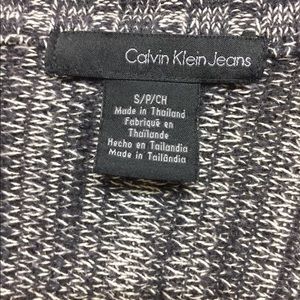 Calvin Klein Jeans
S/P/CH
Made in Thailand
Fabriqué en
Thaïlande
Hecho en Tailandia
Made in Tailândia